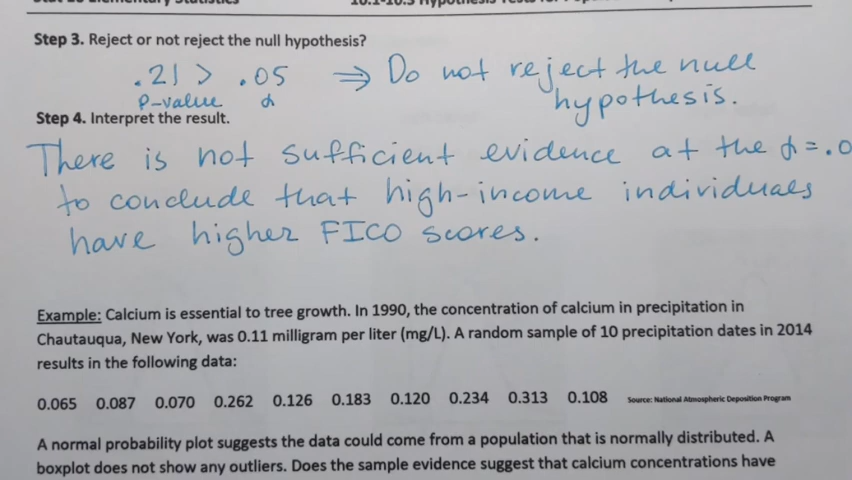 Step 3. Reject or not reject the null hypothesis?
.21 > .05 ⇒ Do not reject the null
P-value α hypothesis.
Step 4. Interpret the result.
There is not sufficient evidence at the α = .0
to conclude that high-income individuals
have higher FICO scores.
Example: Calcium is essential to tree growth. In 1990, the concentration of calcium in precipitation in
Chautauqua, New York, was 0.11 milligram per liter (mg/L). A random sample of 10 precipitation dates in 2014
results in the following data:
0.065 0.087 0.070 0.262 0.126 0.183 0.120 0.234 0.313 0.108 Source: National Atmospheric Deposition Program
A normal probability plot suggests the data could come from a population that is normally distributed. A
boxplot does not show any outliers. Does the sample evidence suggest that calcium concentrations have